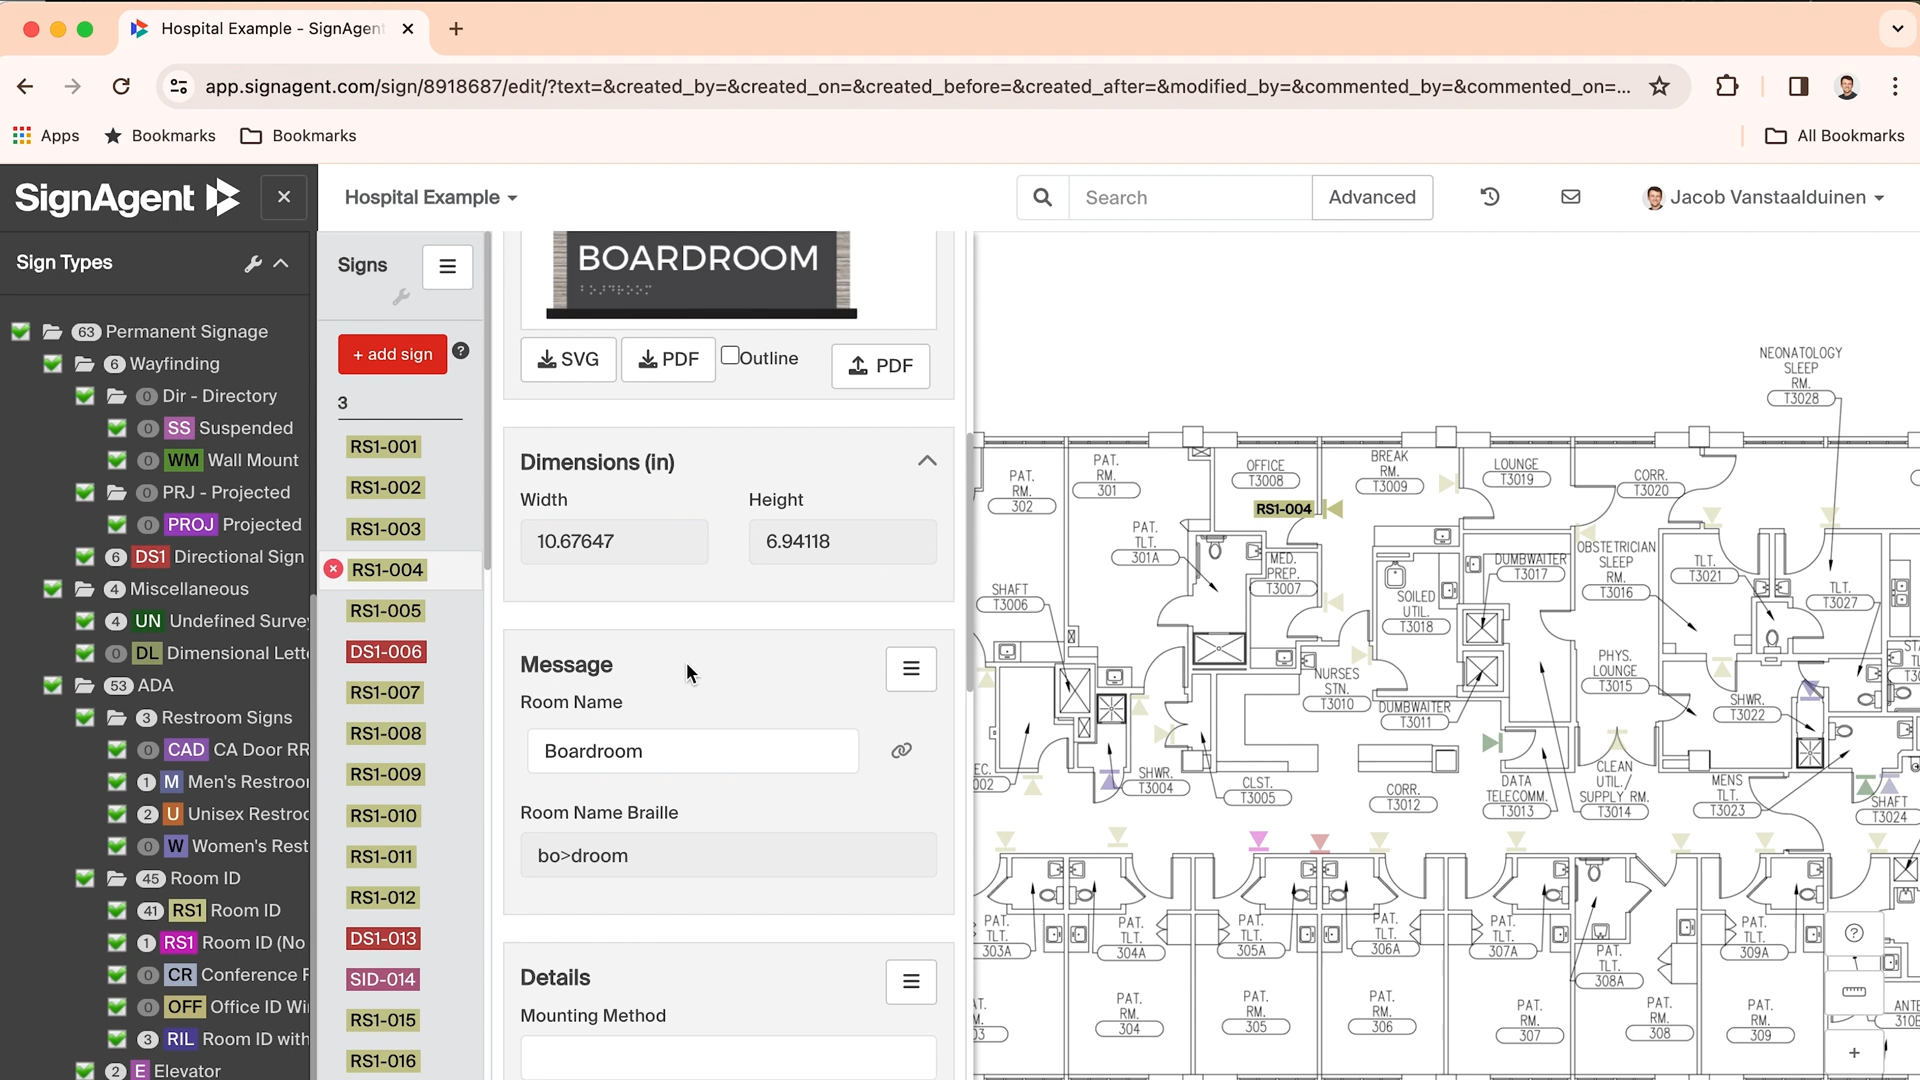 Hospital Example - SignAgent
app.signagent.com/sign/8918687/edit/?text=&created_by=&created_on=&created_before=&created_after=&modified_by=&commented_by=&commented_on=...
Apps
Bookmarks
Bookmarks
All Bookmarks
SignAgent
Hospital Example
Search
Advanced
Jacob Vanstaalduinen
Sign Types
63 Permanent Signage
6 Wayfinding
0 Dir - Directory
0 SS Suspended
0 WM Wall Mount
0 PRJ - Projected
0 PROJ Projected
6 DS1 Directional Sign
4 Miscellaneous
4 UN Undefined Surve
0 DL Dimensional Lett
53 ADA
3 Restroom Signs
0 CAD CA Door RR
1 M Men's Restroo
2 U Unisex Restro
0 W Women's Rest
45 Room ID
41 RS1 Room ID
1 RS1 Room ID (No
0 CR Conference
0 OFF Office ID Wi
3 RIL Room ID with
2 E Elevator
Signs
+ add sign
3
RS1-001
RS1-002
RS1-003
RS1-004
RS1-005
DS1-006
RS1-007
RS1-008
RS1-009
RS1-010
RS1-011
RS1-012
DS1-013
SID-014
RS1-015
RS1-016
BOARDROOM
SVG
PDF
Outline
PDF
Dimensions (in)
Width
Height
10.67647
6.94118
Message
Room Name
Boardroom
Room Name Braille
bo>droom
Details
Mounting Method
NEONATOLOGY
SLEEP
RM.
T3028
PAT.
RM.
302
PAT.
RM.
301
OFFICE
T3008
BREAK
RM.
T3009
LOUNGE
T3019
CORR.
T3020
RS1-004
PAT.
TLT.
301A
MED.
PREP.
T3007
DUMBWAITER
T3017
OBSTETRICIAN
SLEEP
RM.
T3016
TLT.
T3021
TLT.
T3027
SHAFT
T3006
SOILED
UTIL.
T3018
NURSES
STN.
T3010
DUMBWAITER
T3011
PHYS.
LOUNGE
T3015
SHWR.
T3022
SHWR.
T3004
CLST.
T3005
CORR.
T3012
DATA
TELECOMM.
T3013
CLEAN
UTIL./
SUPPLY RM.
T3014
MENS
TLT.
T3023
SHAFT
T3024
PAT.
TLT.
303A
PAT.
TLT.
304A
PAT.
TLT.
305A
PAT.
TLT.
306A
PAT.
TLT.
307A
PAT.
TLT.
308A
PAT.
TLT.
309A
PAT.
RM.
304
PAT.
RM.
305
PAT.
RM.
306
PAT.
RM.
307
PAT.
RM.
308
PAT.
RM.
309